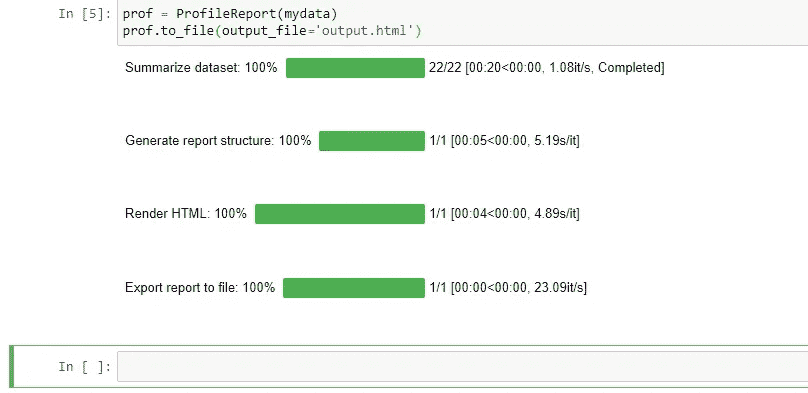 In [5]: prof = ProfileReport(mydata)
prof.to_file(output_file='output.html')
Summarize dataset: 100% 22/22 [00:20<00:00, 1.08it/s, Completed]
Generate report structure: 100% 1/1 [00:05<00:00, 5.19s/it]
Render HTML: 100% 1/1 [00:04<00:00, 4.89s/it]
Export report to file: 100% 1/1 [00:00<00:00, 23.09it/s]
In [ ]: